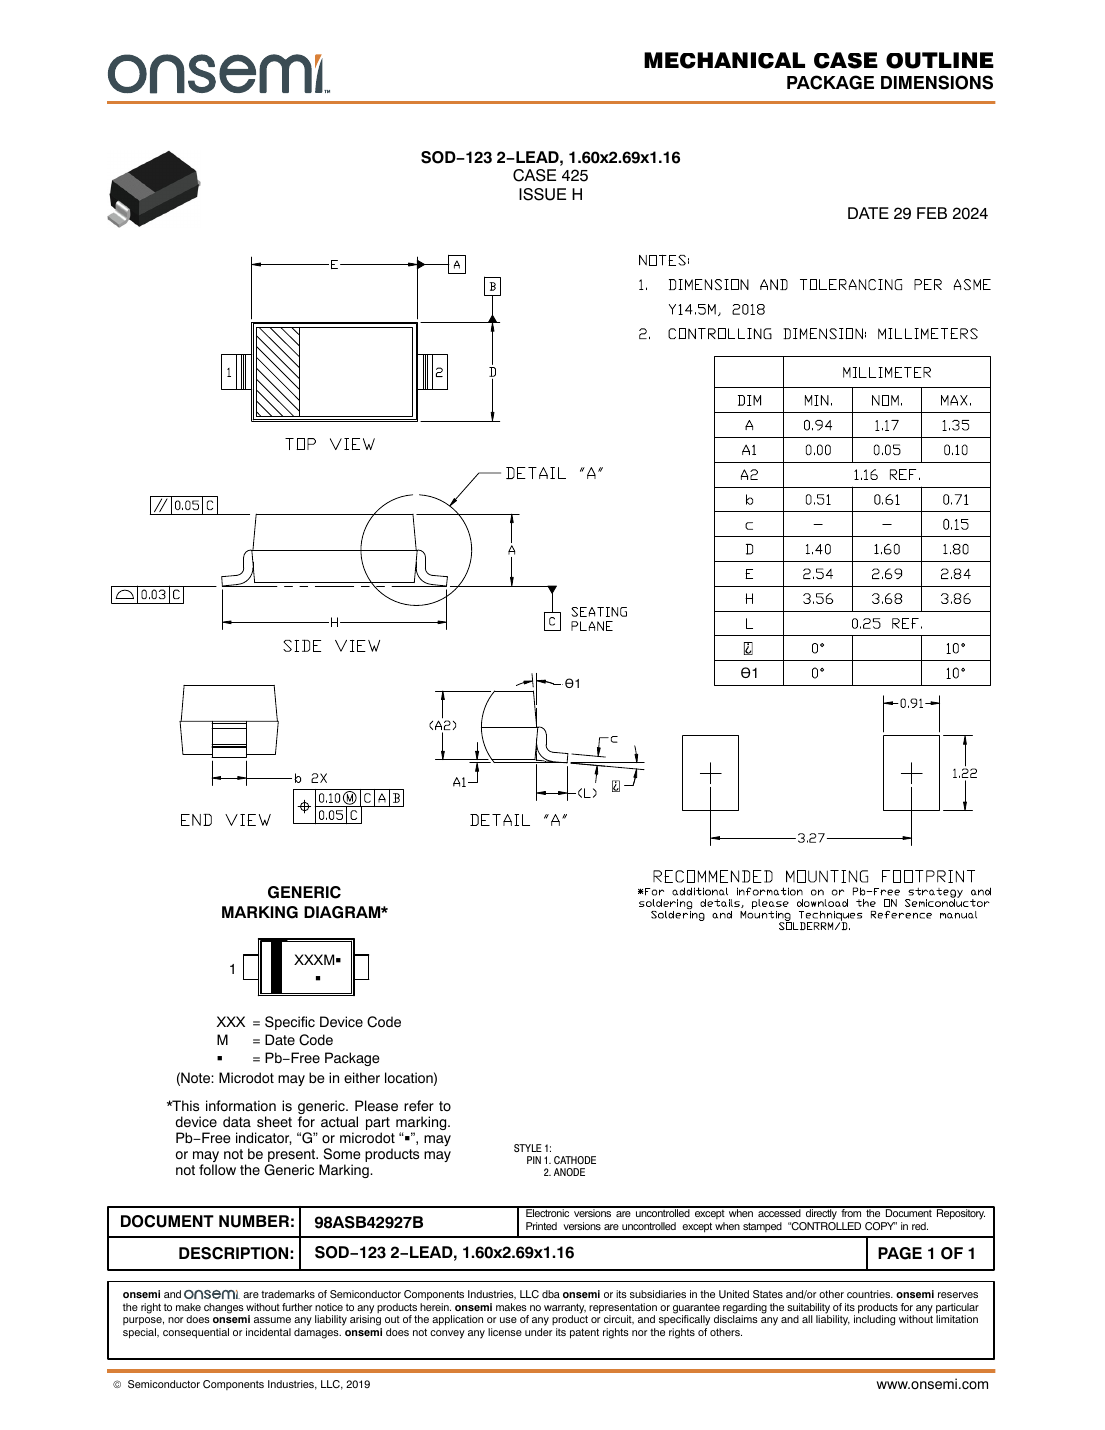 onsemi™
MECHANICAL CASE OUTLINE
PACKAGE DIMENSIONS
SOD−123 2−LEAD, 1.60x2.69x1.16
CASE 425
ISSUE H
DATE 29 FEB 2024
E
A
B
1
2
D
TOP VIEW
DETAIL "A"
// 0.05 C
A
0.03 C
H
C
SEATING
PLANE
SIDE VIEW
NOTES:
1. DIMENSION AND TOLERANCING PER ASME
Y14.5M, 2018
2. CONTROLLING DIMENSION: MILLIMETERS
MILLIMETER
DIM MIN. NOM. MAX.
A 0.94 1.17 1.35
A1 0.00 0.05 0.10
A2 1.16 REF.
b 0.51 0.61 0.71
c – – 0.15
D 1.40 1.60 1.80
E 2.54 2.69 2.84
H 3.56 3.68 3.86
L 0.25 REF.
0° 10°
Θ1 0° 10°
b 2X
0.10 Ⓜ C A B
0.05 C
END VIEW
Θ1
(A2)
A1
c
(L)
DETAIL "A"
0.91
1.22
3.27
RECOMMENDED MOUNTING FOOTPRINT
*For additional information on or Pb-Free strategy and
soldering details, please download the ON Semiconductor
Soldering and Mounting Techniques Reference manual
SOLDERRM/D.
GENERIC
MARKING DIAGRAM*
1
XXXM▪
▪
XXX = Specific Device Code
M = Date Code
▪ = Pb−Free Package
(Note: Microdot may be in either location)
*This information is generic. Please refer to
device data sheet for actual part marking.
Pb−Free indicator, “G” or microdot “▪”, may
or may not be present. Some products may
not follow the Generic Marking.
STYLE 1:
PIN 1. CATHODE
2. ANODE
DOCUMENT NUMBER: 98ASB42927B
Electronic versions are uncontrolled except when accessed directly from the Document Repository.
Printed versions are uncontrolled except when stamped “CONTROLLED COPY” in red.
DESCRIPTION: SOD−123 2−LEAD, 1.60x2.69x1.16
PAGE 1 OF 1
onsemi and onsemi are trademarks of Semiconductor Components Industries, LLC dba onsemi or its subsidiaries in the United States and/or other countries. onsemi reserves
the right to make changes without further notice to any products herein. onsemi makes no warranty, representation or guarantee regarding the suitability of its products for any particular
purpose, nor does onsemi assume any liability arising out of the application or use of any product or circuit, and specifically disclaims any and all liability, including without limitation
special, consequential or incidental damages. onsemi does not convey any license under its patent rights nor the rights of others.
© Semiconductor Components Industries, LLC, 2019
www.onsemi.com